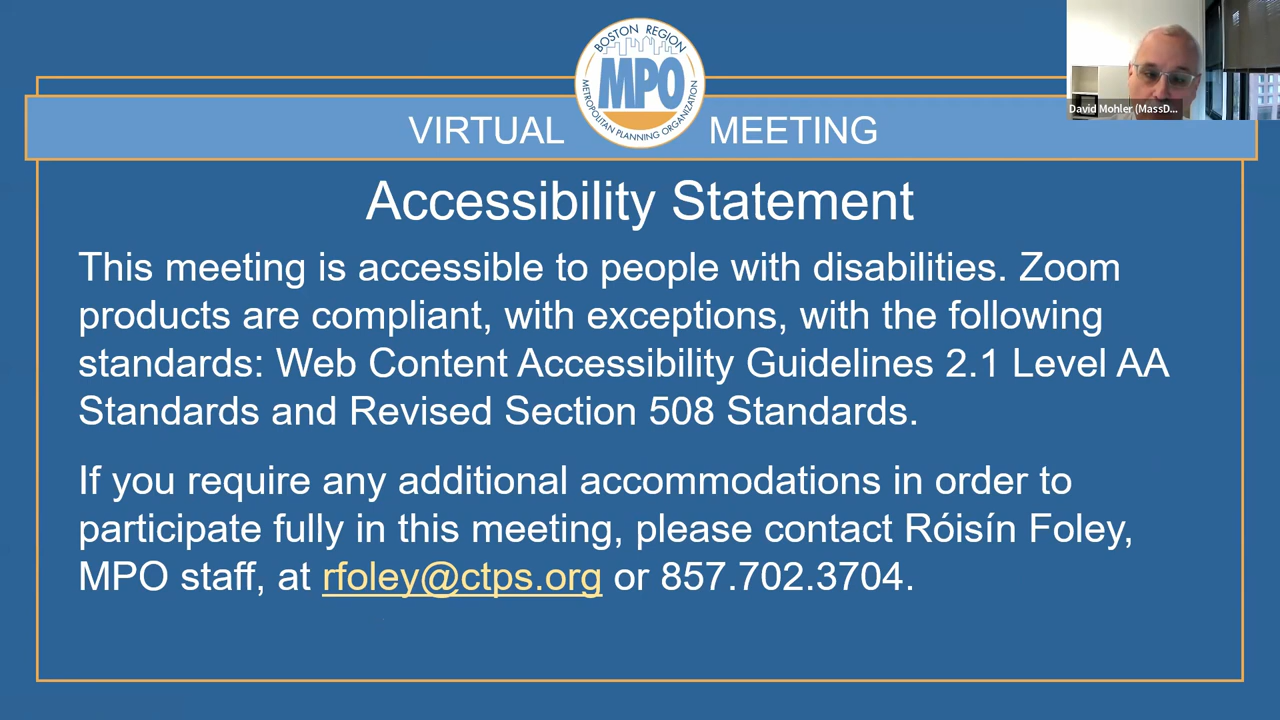 BOSTON REGION
MPO
METROPOLITAN PLANNING ORGANIZATION
VIRTUAL MEETING
David Mohler (MassD...
Accessibility Statement
This meeting is accessible to people with disabilities. Zoom
products are compliant, with exceptions, with the following
standards: Web Content Accessibility Guidelines 2.1 Level AA
Standards and Revised Section 508 Standards.
If you require any additional accommodations in order to
participate fully in this meeting, please contact Róisín Foley,
MPO staff, at rfoley@ctps.org or 857.702.3704.